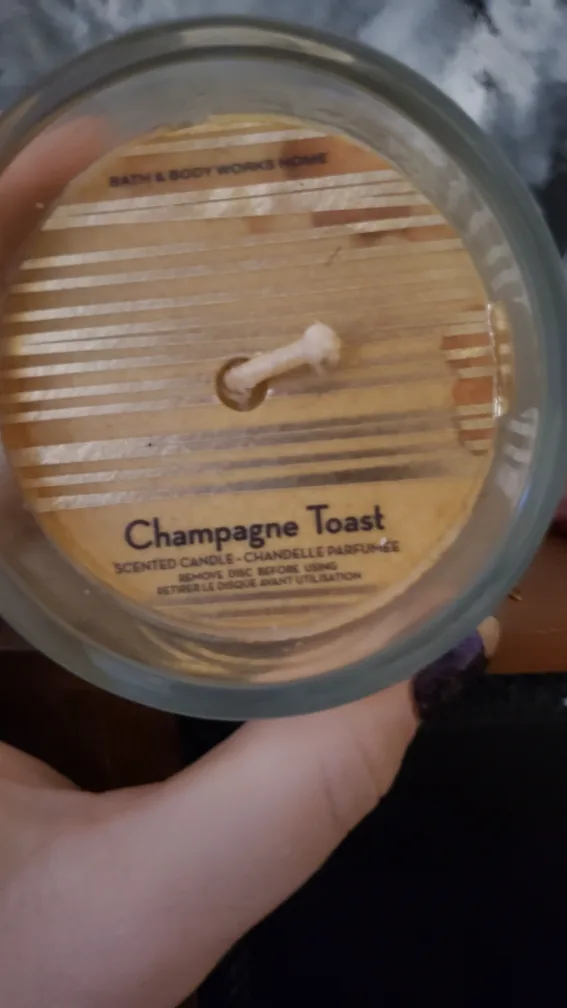 BATH & BODY WORKS HOME
Champagne Toast
SCENTED CANDLE - CHANDELLE PARFUMÉE
REMOVE DISC BEFORE USING
RETIRER LE DISQUE AVANT UTILISATION